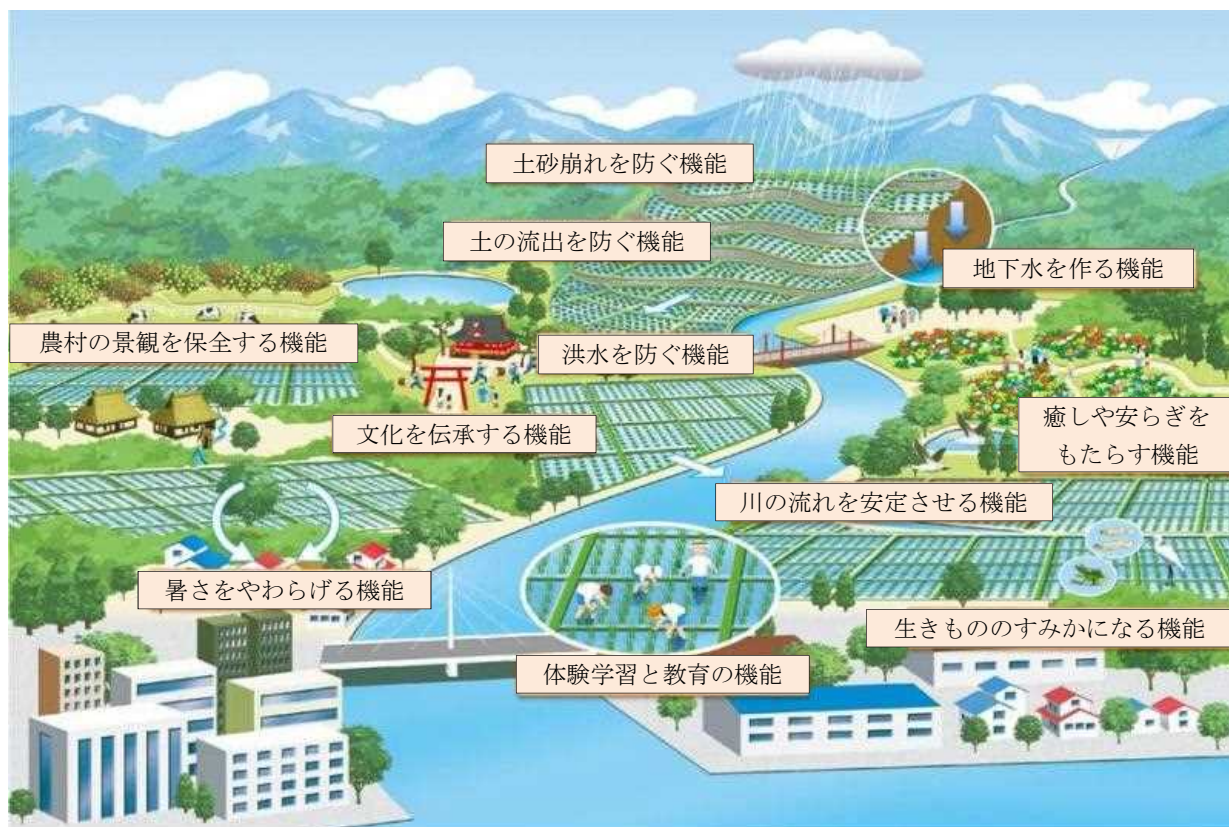 土砂崩れを防ぐ機能
土の流出を防ぐ機能
地下水を作る機能
農村の景観を保全する機能
洪水を防ぐ機能
文化を伝承する機能
癒しや安らぎを
もたらす機能
川の流れを安定させる機能
暑さをやわらげる機能
生きもののすみかになる機能
体験学習と教育の機能